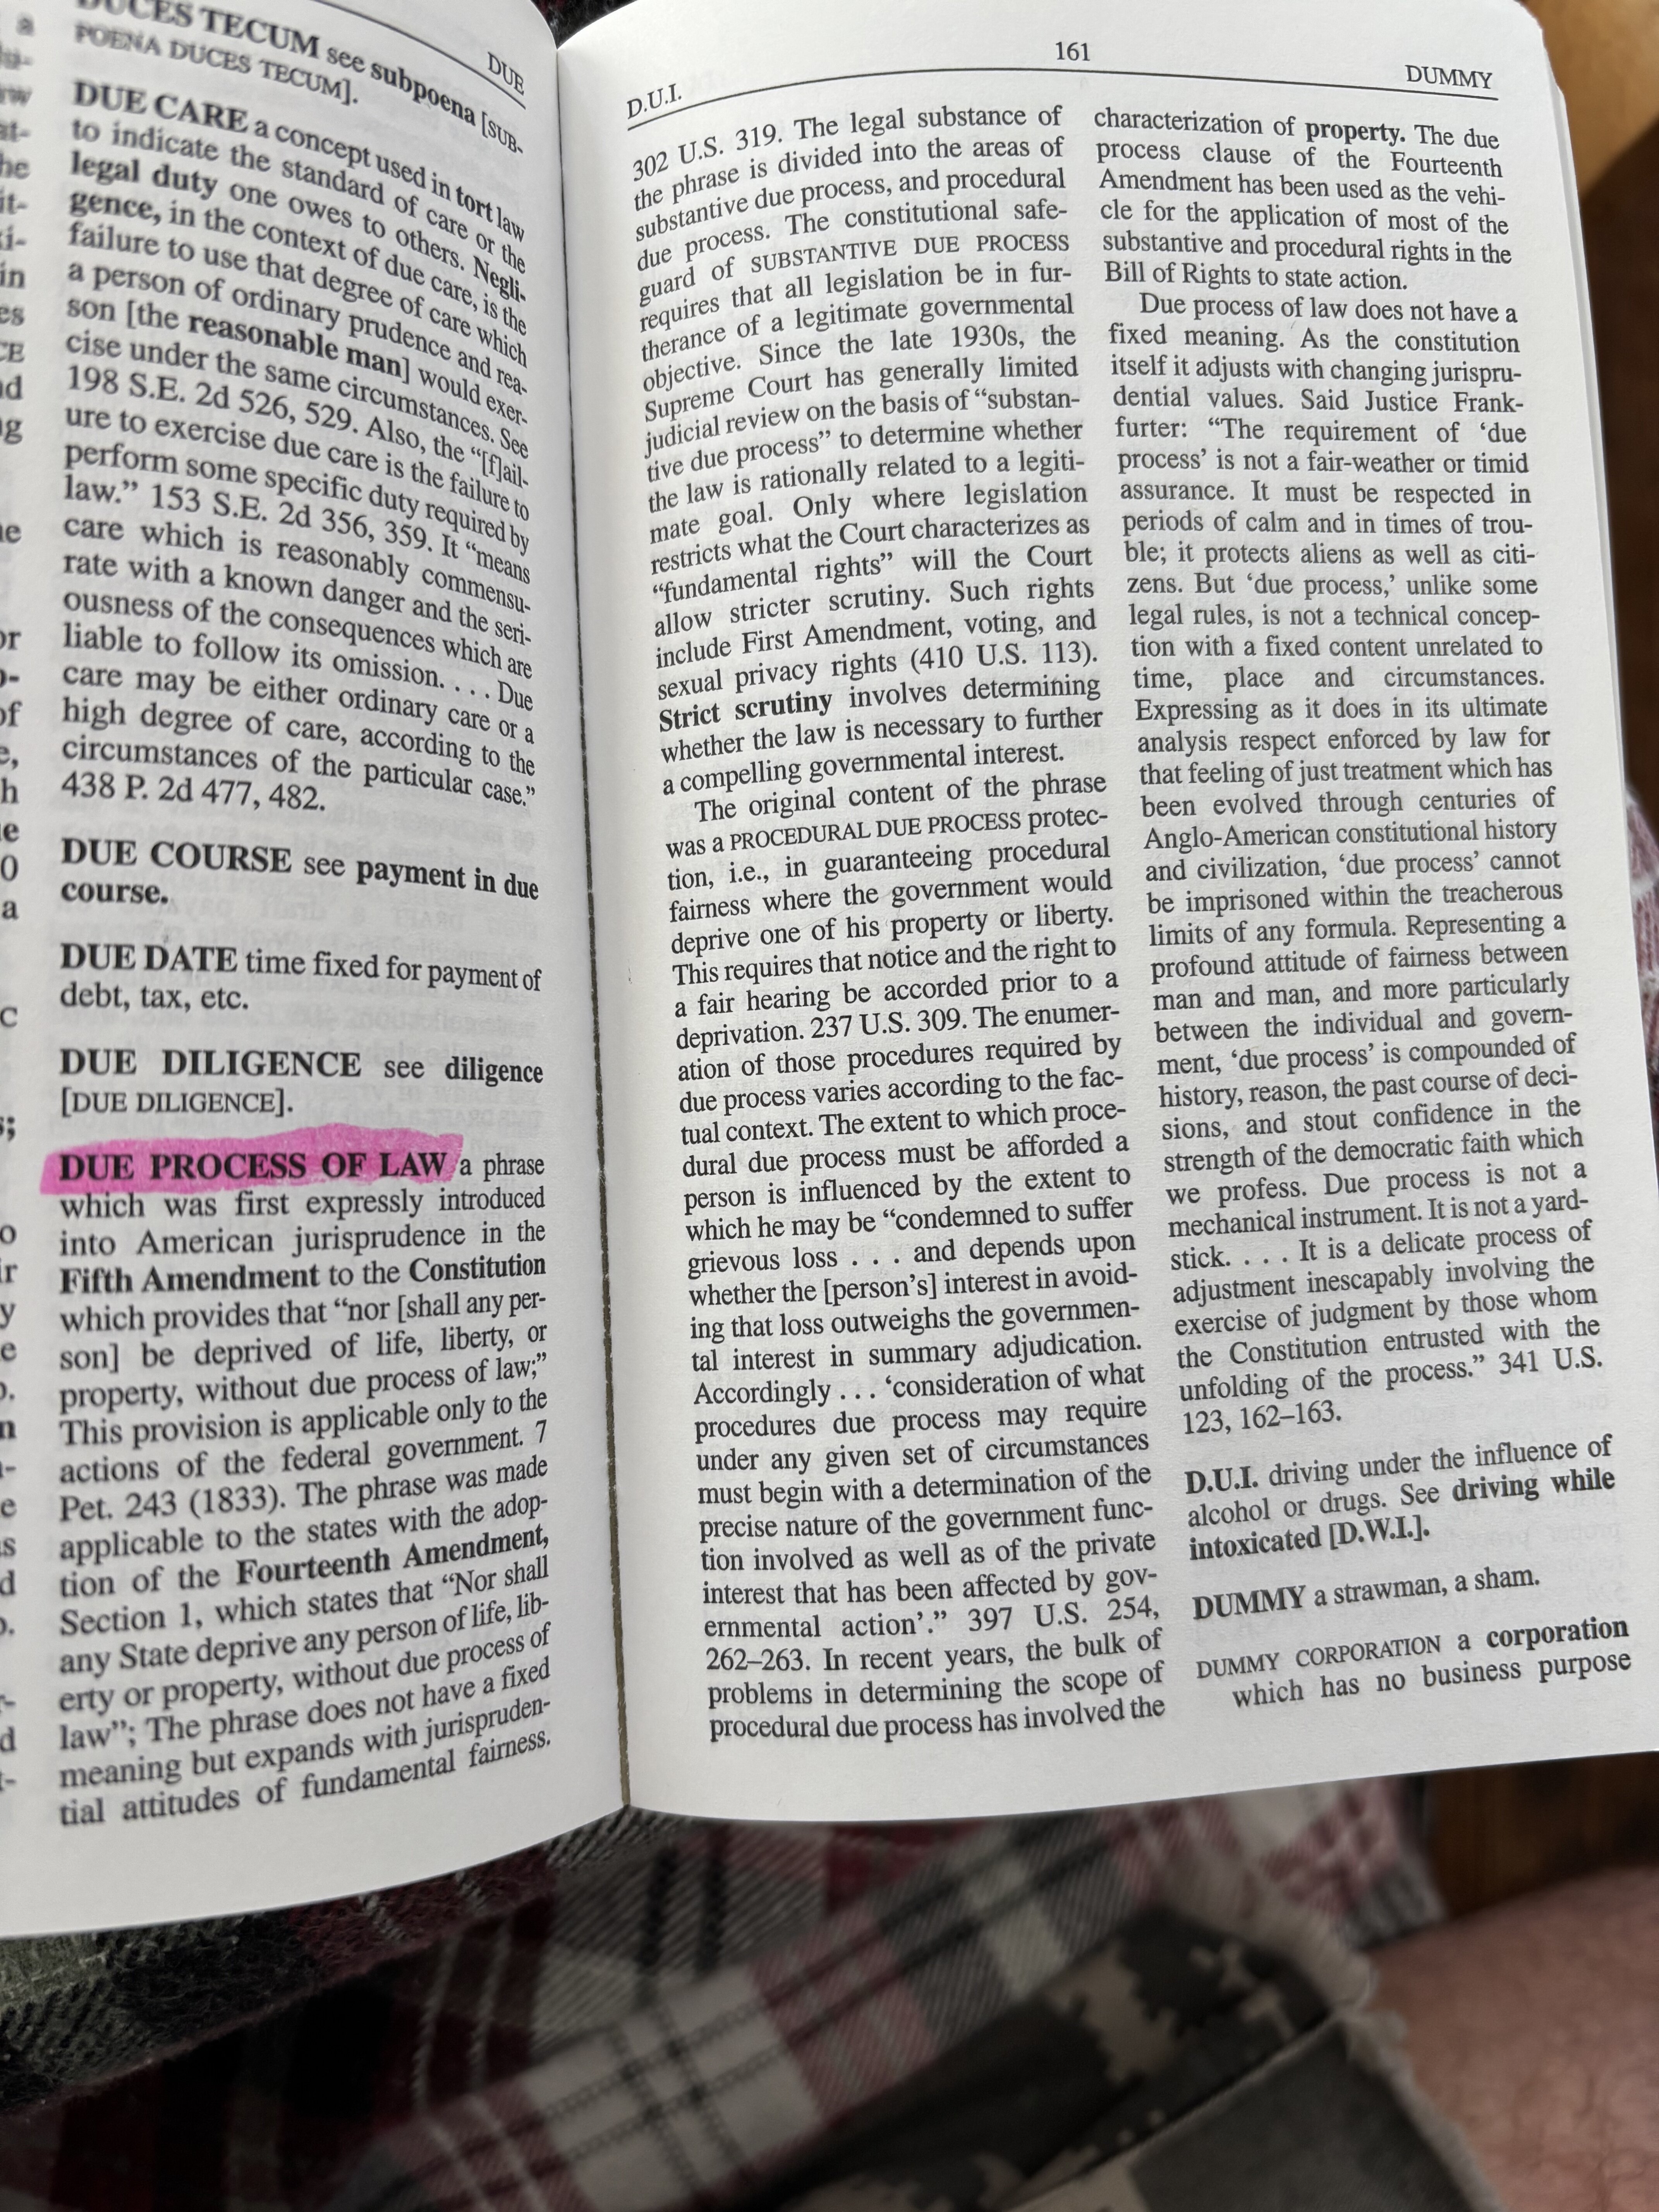 DUE
DUCES TECUM see subpoena [SUB-
POENA DUCES TECUM].
DUE CARE a concept used in tort law
to indicate the standard of care or the
legal duty one owes to others. Negli-
gence, in the context of due care, is the
failure to use that degree of care which
a person of ordinary prudence and rea-
son [the reasonable man] would exer-
cise under the same circumstances. See
198 S.E. 2d 526, 529. Also, the “[f]ail-
ure to exercise due care is the failure to
perform some specific duty required by
law.” 153 S.E. 2d 356, 359. It “means
care which is reasonably commensu-
rate with a known danger and the seri-
ousness of the consequences which are
liable to follow its omission. . . . Due
care may be either ordinary care or a
high degree of care, according to the
circumstances of the particular case.”
438 P. 2d 477, 482.
DUE COURSE see payment in due
course.
DUE DATE time fixed for payment of
debt, tax, etc.
DUE DILIGENCE see diligence
[DUE DILIGENCE].
DUE PROCESS OF LAW a phrase
which was first expressly introduced
into American jurisprudence in the
Fifth Amendment to the Constitution
which provides that “nor [shall any per-
son] be deprived of life, liberty, or
property, without due process of law;”
This provision is applicable only to the
actions of the federal government. 7
Pet. 243 (1833). The phrase was made
applicable to the states with the adop-
tion of the Fourteenth Amendment,
Section 1, which states that “Nor shall
any State deprive any person of life, lib-
erty or property, without due process of
law”; The phrase does not have a fixed
meaning but expands with jurispruden-
tial attitudes of fundamental fairness.
161
D.U.I.
DUMMY
302 U.S. 319. The legal substance of
the phrase is divided into the areas of
substantive due process, and procedural
due process. The constitutional safe-
guard of SUBSTANTIVE DUE PROCESS
requires that all legislation be in fur-
therance of a legitimate governmental
objective. Since the late 1930s, the
Supreme Court has generally limited
judicial review on the basis of “substan-
tive due process” to determine whether
the law is rationally related to a legiti-
mate goal. Only where legislation
restricts what the Court characterizes as
“fundamental rights” will the Court
allow stricter scrutiny. Such rights
include First Amendment, voting, and
sexual privacy rights (410 U.S. 113).
Strict scrutiny involves determining
whether the law is necessary to further
a compelling governmental interest.
The original content of the phrase
was a PROCEDURAL DUE PROCESS protec-
tion, i.e., in guaranteeing procedural
fairness where the government would
deprive one of his property or liberty.
This requires that notice and the right to
a fair hearing be accorded prior to a
deprivation. 237 U.S. 309. The enumer-
ation of those procedures required by
due process varies according to the fac-
tual context. The extent to which proce-
dural due process must be afforded a
person is influenced by the extent to
which he may be “condemned to suffer
grievous loss . . . and depends upon
whether the [person’s] interest in avoid-
ing that loss outweighs the governmen-
tal interest in summary adjudication.
Accordingly . . . ‘consideration of what
procedures due process may require
under any given set of circumstances
must begin with a determination of the
precise nature of the government func-
tion involved as well as of the private
interest that has been affected by gov-
ernmental action’.” 397 U.S. 254,
262–263. In recent years, the bulk of
problems in determining the scope of
procedural due process has involved the
characterization of property. The due
process clause of the Fourteenth
Amendment has been used as the vehi-
cle for the application of most of the
substantive and procedural rights in the
Bill of Rights to state action.
Due process of law does not have a
fixed meaning. As the constitution
itself it adjusts with changing jurispru-
dential values. Said Justice Frank-
furter: “The requirement of ‘due
process’ is not a fair-weather or timid
assurance. It must be respected in
periods of calm and in times of trou-
ble; it protects aliens as well as citi-
zens. But ‘due process,’ unlike some
legal rules, is not a technical concep-
tion with a fixed content unrelated to
time, place and circumstances.
Expressing as it does in its ultimate
analysis respect enforced by law for
that feeling of just treatment which has
been evolved through centuries of
Anglo-American constitutional history
and civilization, ‘due process’ cannot
be imprisoned within the treacherous
limits of any formula. Representing a
profound attitude of fairness between
man and man, and more particularly
between the individual and govern-
ment, ‘due process’ is compounded of
history, reason, the past course of deci-
sions, and stout confidence in the
strength of the democratic faith which
we profess. Due process is not a
mechanical instrument. It is not a yard-
stick. . . . It is a delicate process of
adjustment inescapably involving the
exercise of judgment by those whom
the Constitution entrusted with the
unfolding of the process.” 341 U.S.
123, 162–163.
D.U.I. driving under the influence of
alcohol or drugs. See driving while
intoxicated [D.W.I.].
DUMMY a strawman, a sham.
DUMMY CORPORATION a corporation
which has no business purpose